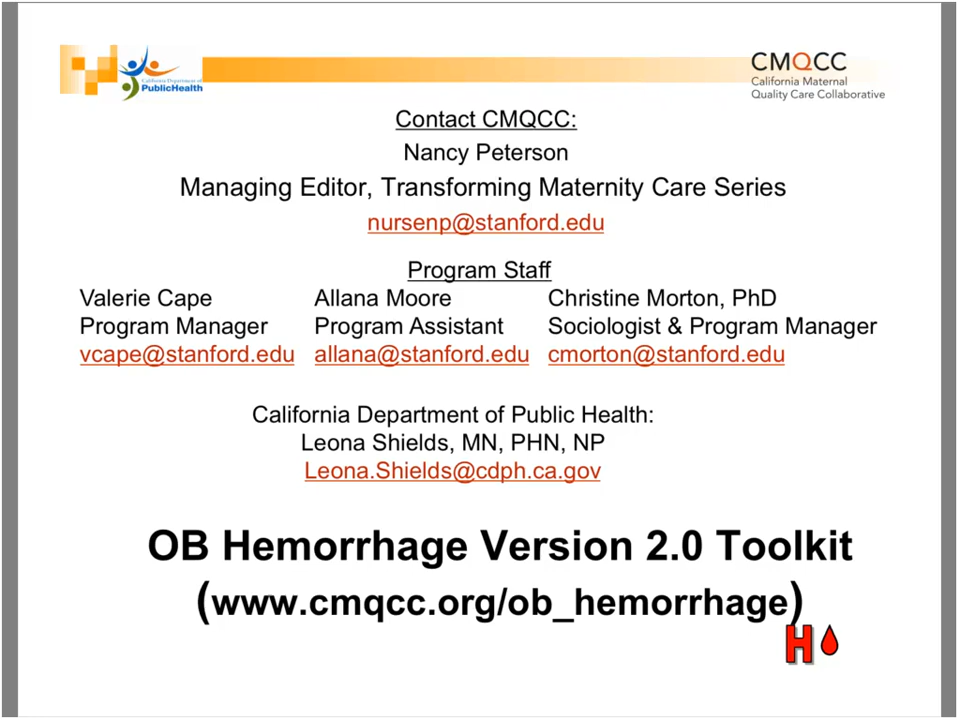 California Department of
PublicHealth
CMQCC
California Maternal
Quality Care Collaborative
Contact CMQCC:
Nancy Peterson
Managing Editor, Transforming Maternity Care Series
nursenp@stanford.edu
Program Staff
Valerie Cape
Program Manager
vcape@stanford.edu
Allana Moore
Program Assistant
allana@stanford.edu
Christine Morton, PhD
Sociologist & Program Manager
cmorton@stanford.edu
California Department of Public Health:
Leona Shields, MN, PHN, NP
Leona.Shields@cdph.ca.gov
OB Hemorrhage Version 2.0 Toolkit
(www.cmqcc.org/ob_hemorrhage)
H